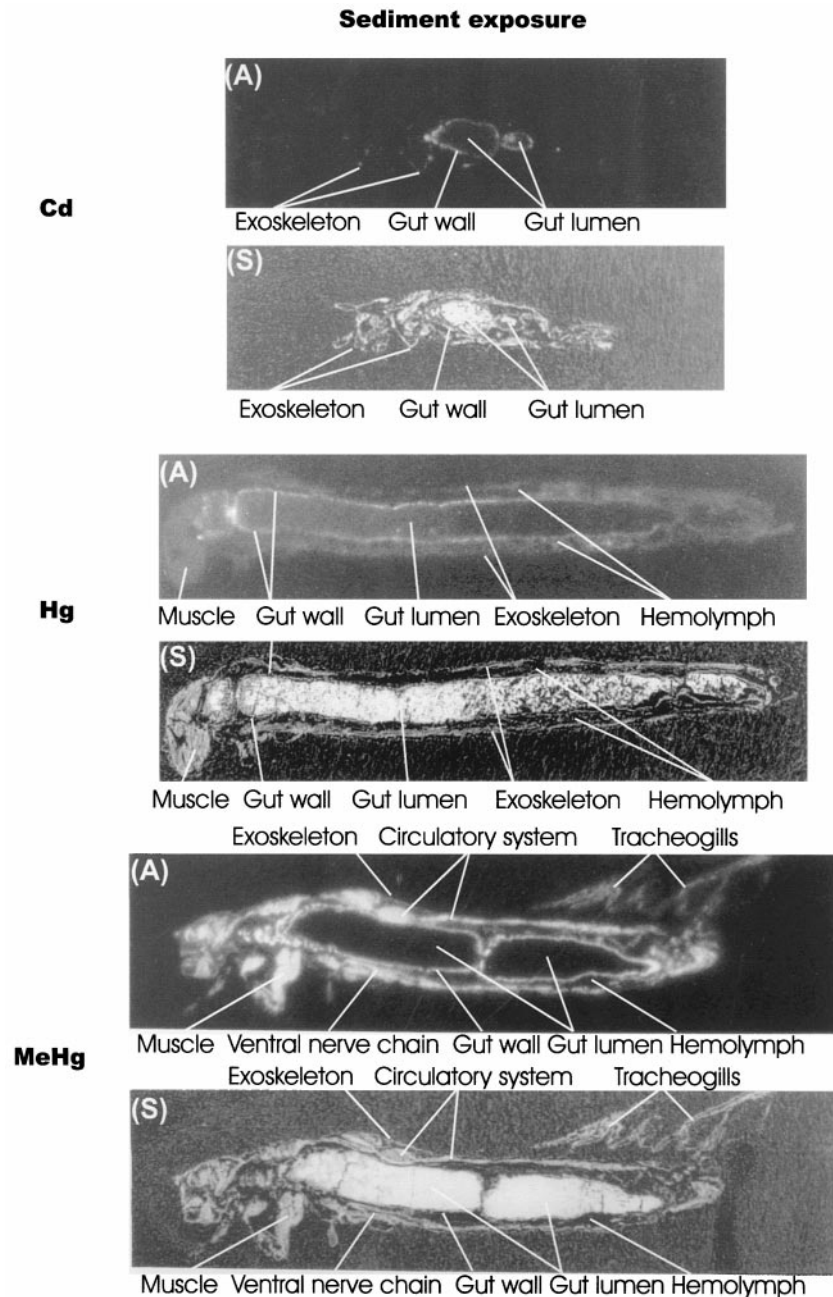 Sediment exposure
(A)
Cd
Exoskeleton Gut wall Gut lumen
(S)
Exoskeleton Gut wall Gut lumen
(A)
Hg
Muscle Gut wall Gut lumen Exoskeleton Hemolymph
(S)
Muscle Gut wall Gut lumen Exoskeleton Hemolymph
Exoskeleton Circulatory system Tracheogills
(A)
MeHg
Muscle Ventral nerve chain Gut wall Gut lumen Hemolymph
Exoskeleton Circulatory system Tracheogills
(S)
Muscle Ventral nerve chain Gut wall Gut lumen Hemolymph